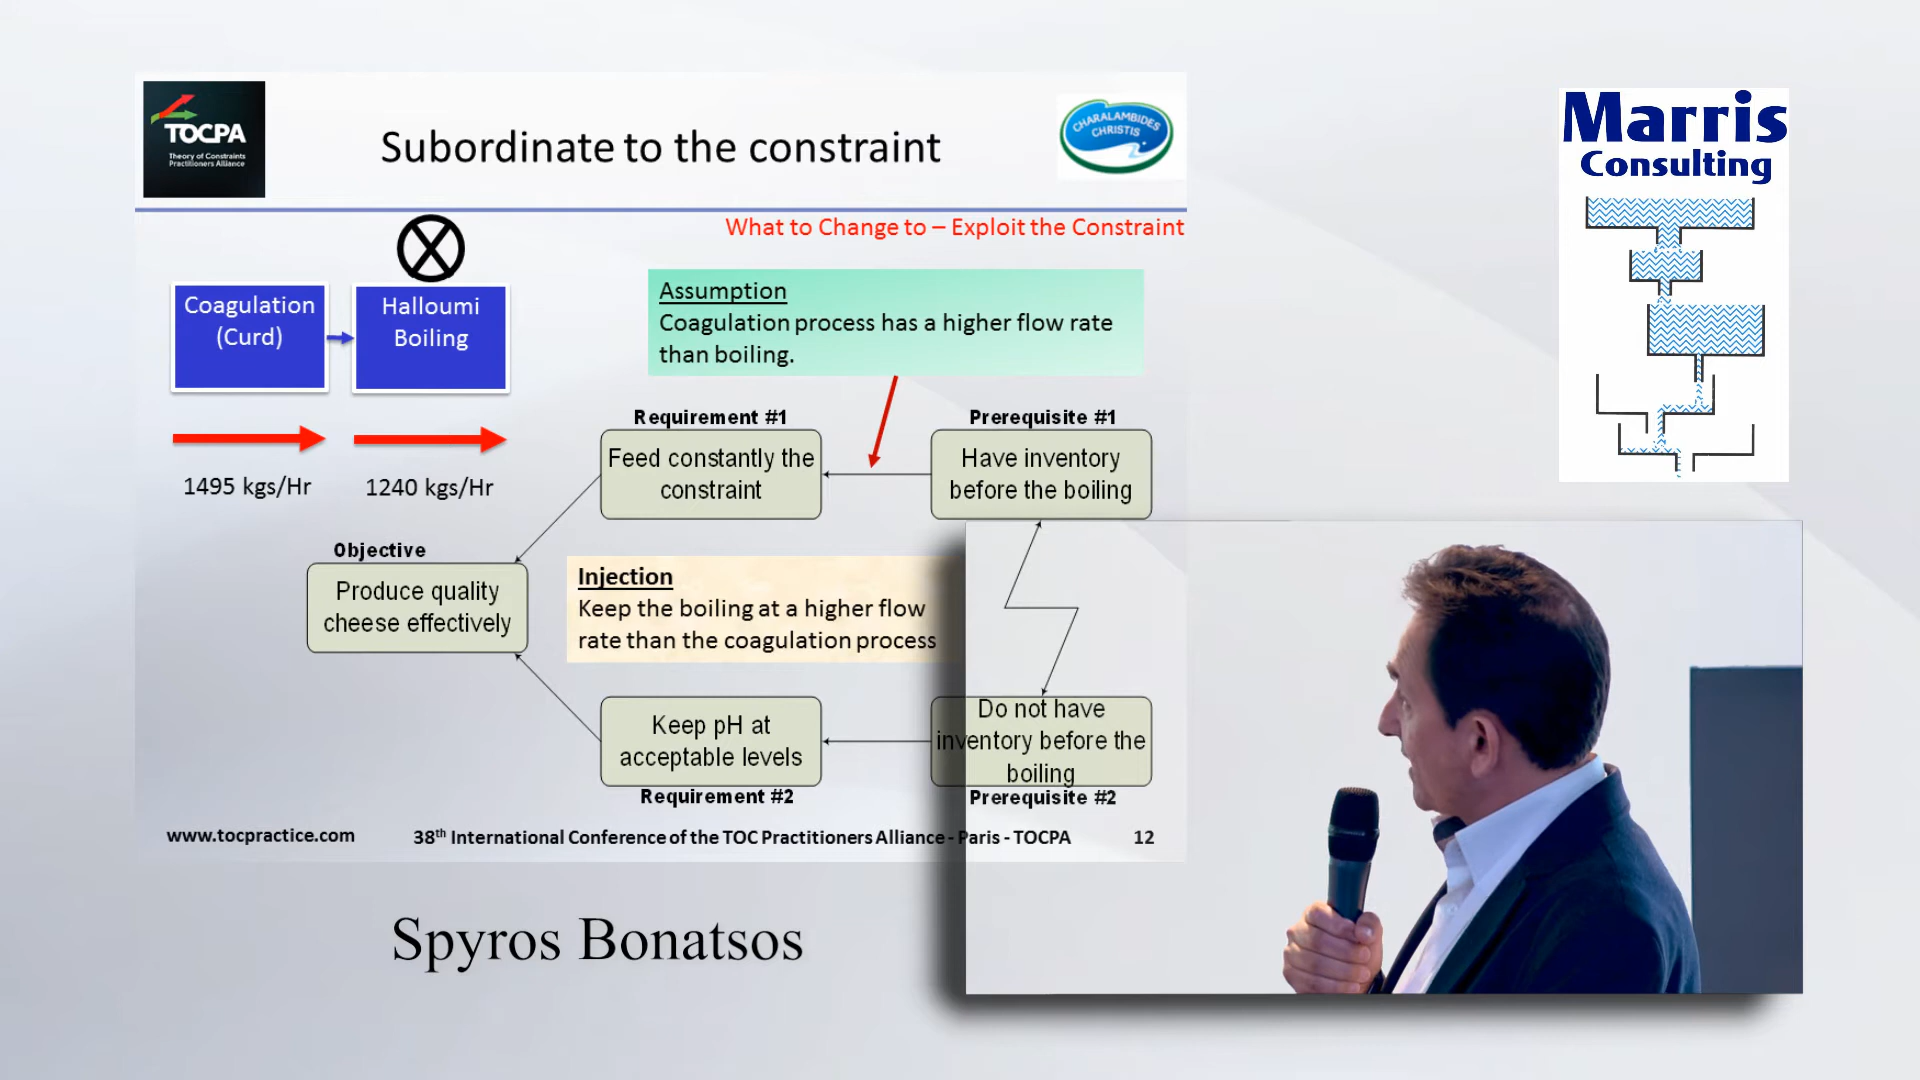 TOCPA
Theory of Constraints
Practitioners Alliance
Subordinate to the constraint
CHARALAMBIDES
CHRISTIS
Marris
Consulting
What to Change to – Exploit the Constraint
Coagulation
(Curd)
Halloumi
Boiling
1495 kgs/Hr
1240 kgs/Hr
Assumption
Coagulation process has a higher flow rate
than boiling.
Requirement #1
Feed constantly the
constraint
Prerequisite #1
Have inventory
before the boiling
Objective
Produce quality
cheese effectively
Injection
Keep the boiling at a higher flow
rate than the coagulation process
Keep pH at
acceptable levels
Requirement #2
Do not have
inventory before the
boiling
Prerequisite #2
www.tocpractice.com
38th International Conference of the TOC Practitioners Alliance - Paris - TOCPA
12
Spyros Bonatsos